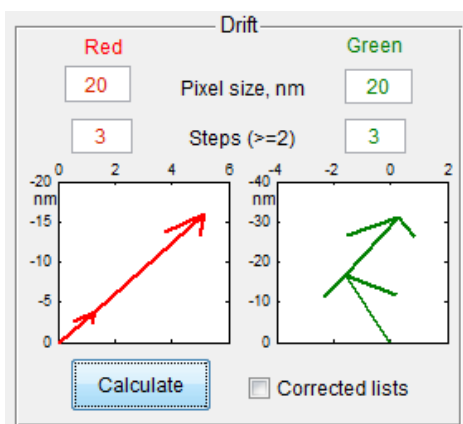 Drift
Red Green
20 Pixel size, nm 20
3 Steps (>=2) 3
0 2 4 6 -4 -2 0 2
-20 -40
nm nm
-15 -30
-10 -20
-5 -10
0 0
Calculate Corrected lists